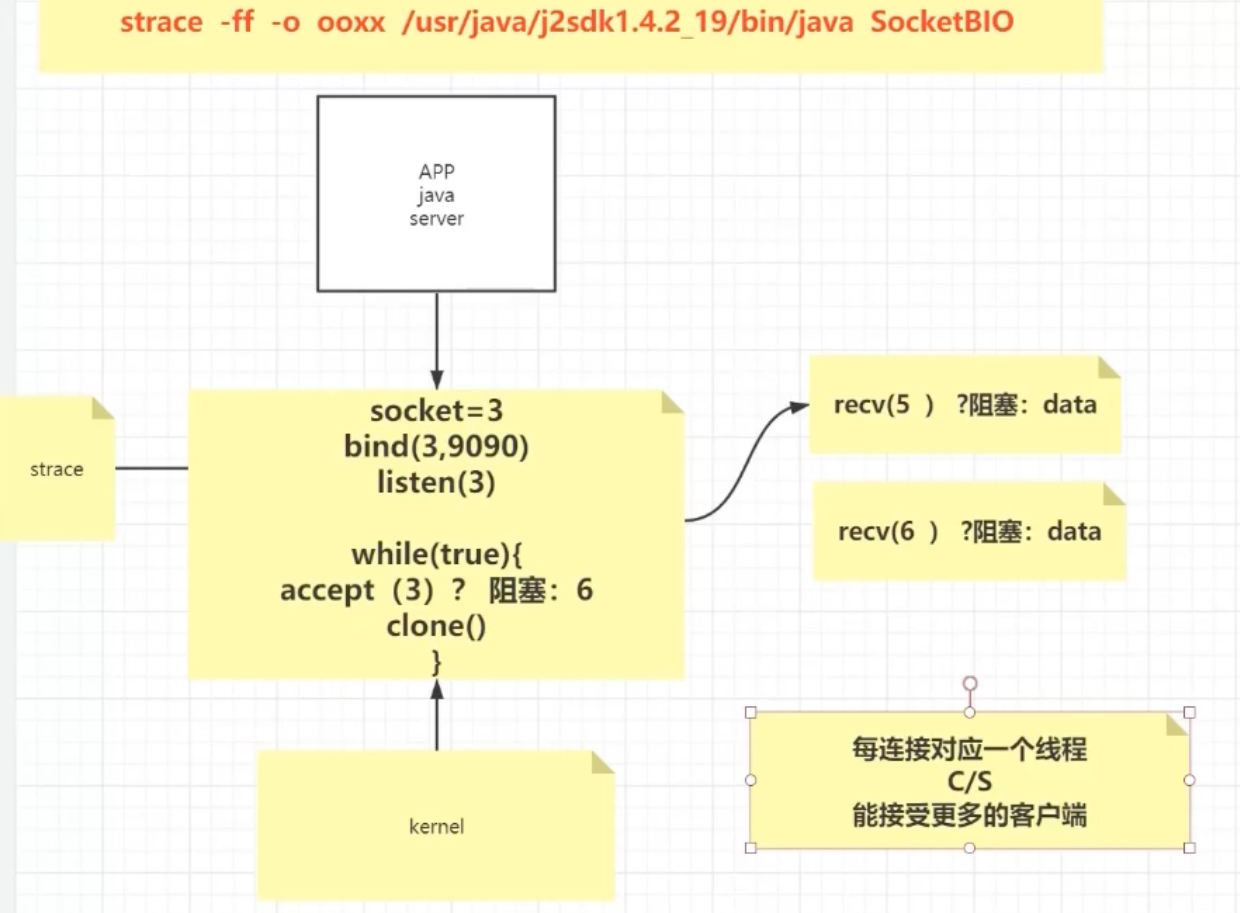 strace -ff -o ooxx /usr/java/j2sdk1.4.2_19/bin/java SocketBIO
APP
java
server
strace
socket=3
bind(3,9090)
listen(3)
while(true){
accept（3）？ 阻塞：6
clone()
}
recv(5 ） ?阻塞：data
recv(6 ） ?阻塞：data
kernel
每连接对应一个线程
C/S
能接受更多的客户端